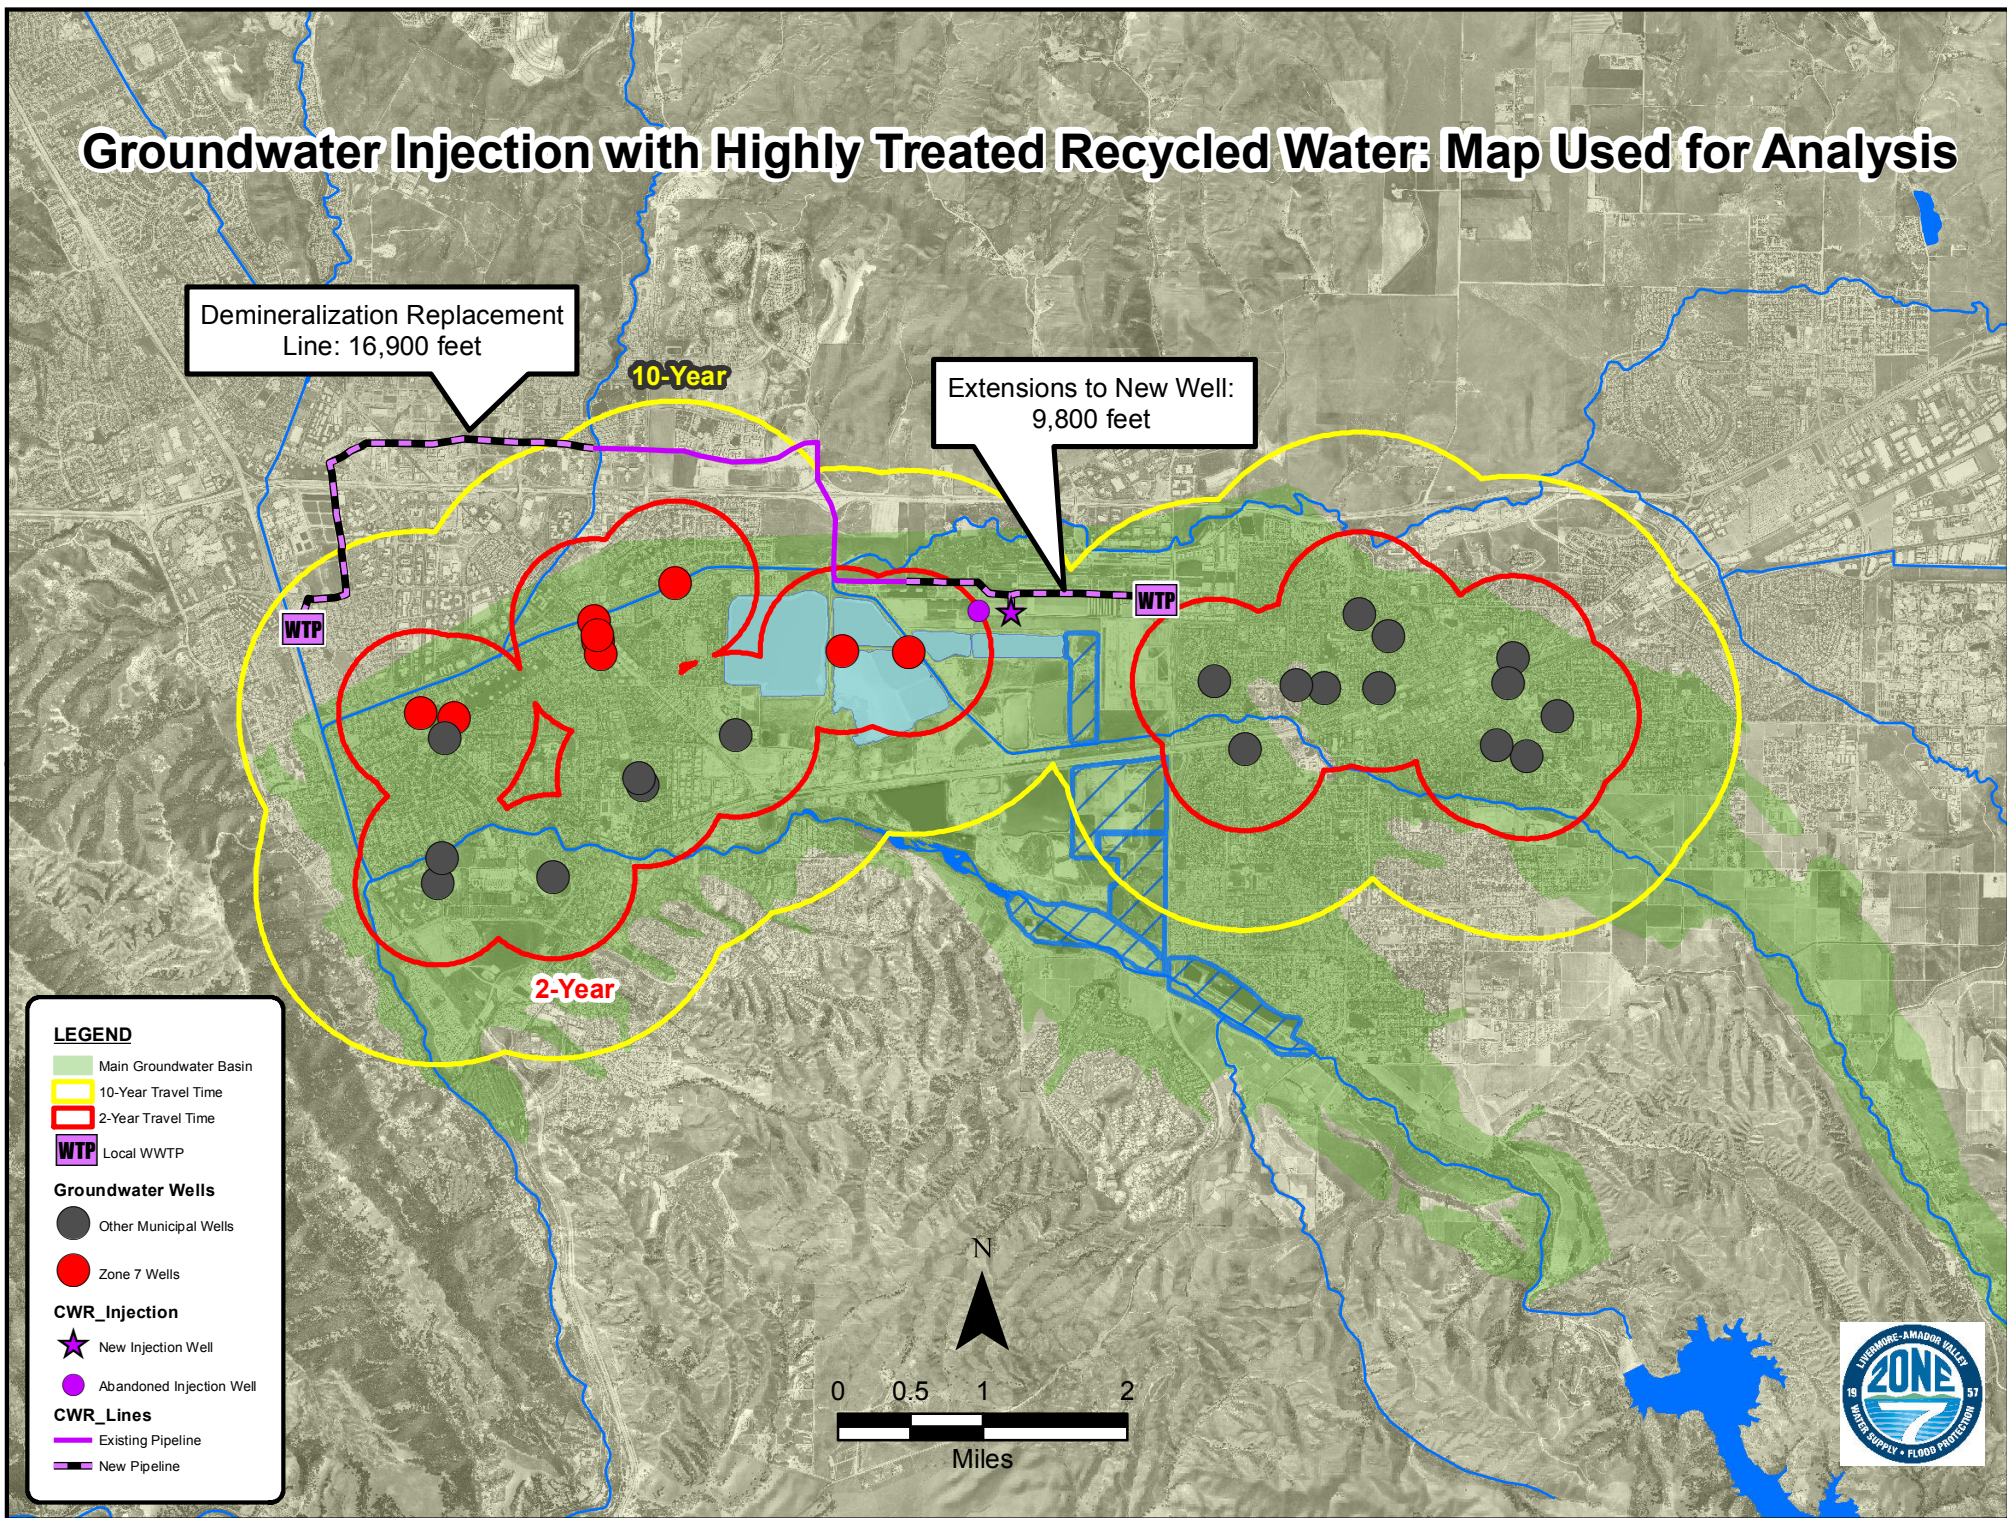 Groundwater Injection with Highly Treated Recycled Water: Map Used for Analysis
Demineralization Replacement
Line: 16,900 feet
10-Year
Extensions to New Well:
9,800 feet
WTP
WTP
2-Year
LEGEND
Main Groundwater Basin
10-Year Travel Time
2-Year Travel Time
WTP Local WWTP
Groundwater Wells
Other Municipal Wells
Zone 7 Wells
CWR_Injection
New Injection Well
Abandoned Injection Well
CWR_Lines
Existing Pipeline
New Pipeline
N
0 0.5 1 2
Miles
LIVERMORE-AMADOR VALLEY
ZONE
19 57
7
WATER SUPPLY • FLOOD PROTECTION